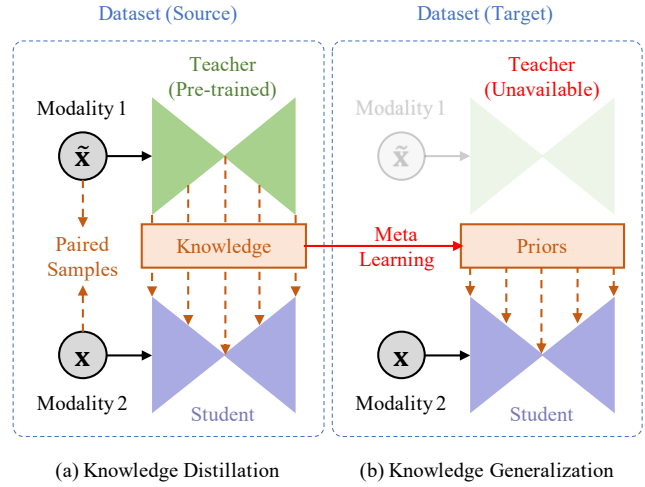 Dataset (Source)
Teacher
(Pre-trained)
Modality 1
x̃
Paired
Samples
Knowledge
x
Modality 2
Student
(a) Knowledge Distillation
Meta
Learning
Dataset (Target)
Teacher
(Unavailable)
Modality 1
x̃
Priors
x
Modality 2
Student
(b) Knowledge Generalization